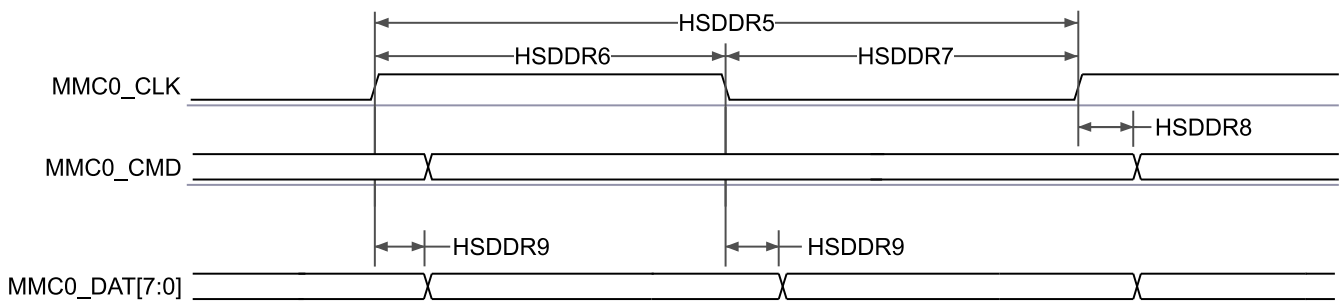 HSDDR5
HSDDR6
HSDDR7
MMC0_CLK
HSDDR8
MMC0_CMD
HSDDR9
HSDDR9
MMC0_DAT[7:0]